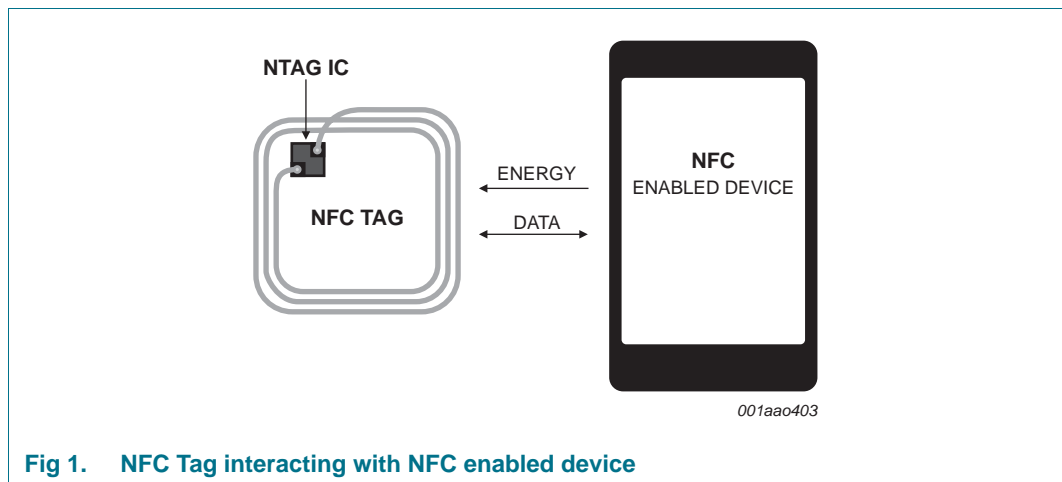 NTAG IC
NFC TAG
ENERGY
DATA
NFC
ENABLED DEVICE
001aao403
Fig 1. NFC Tag interacting with NFC enabled device